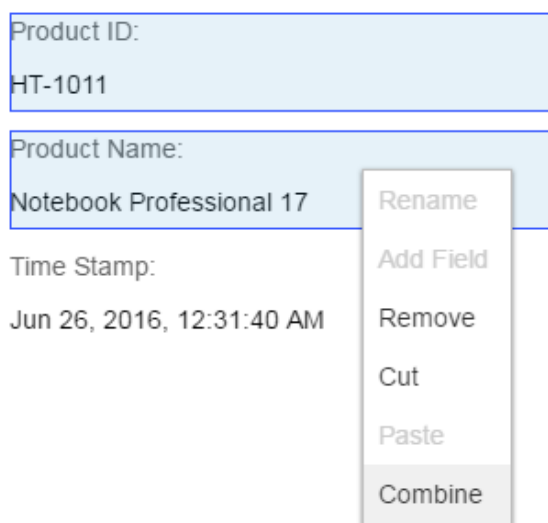 Product ID:
HT-1011
Product Name:
Notebook Professional 17
Time Stamp:
Jun 26, 2016, 12:31:40 AM
Rename
Add Field
Remove
Cut
Paste
Combine